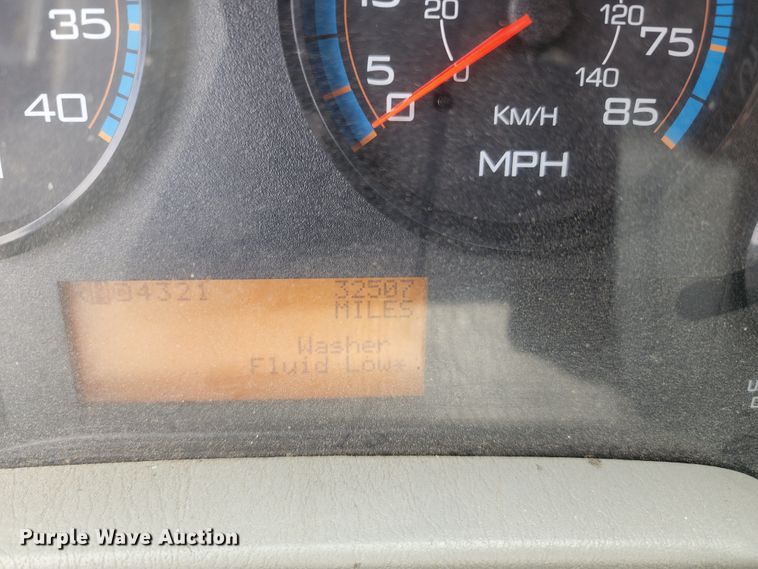 35
40
15
5
0
20
0
KM/H
MPH
120
140
75
85
4321
32507
MILES
Washer
Fluid Low*
Purple Wave Auction®